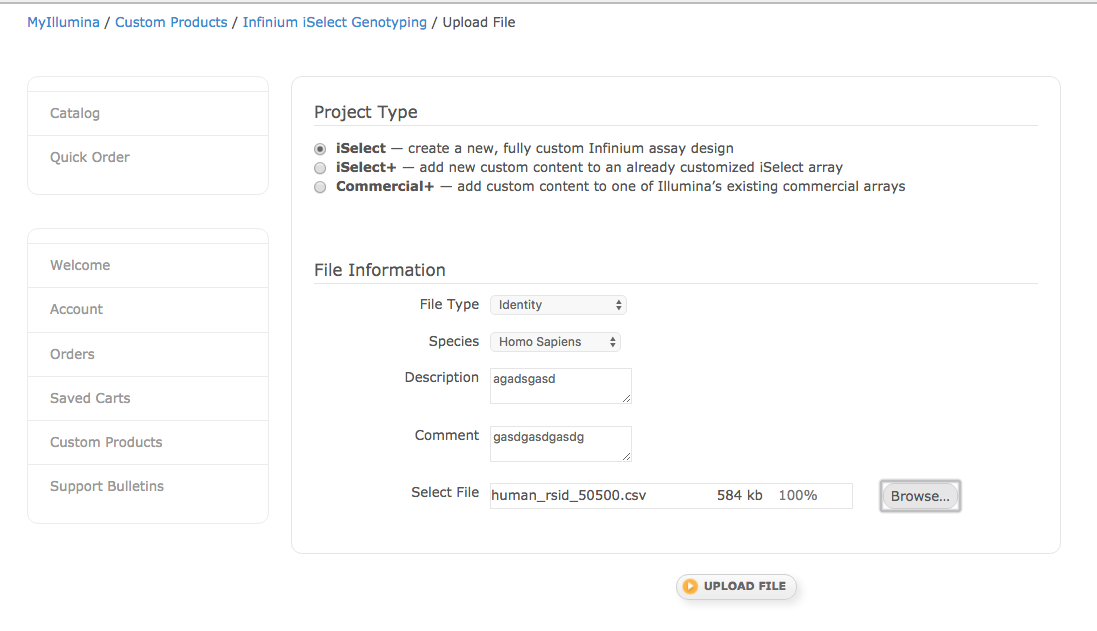 MyIllumina / Custom Products / Infinium iSelect Genotyping / Upload File
Catalog
Quick Order
Welcome
Account
Orders
Saved Carts
Custom Products
Support Bulletins
Project Type
iSelect — create a new, fully custom Infinium assay design
iSelect+ — add new custom content to an already customized iSelect array
Commercial+ — add custom content to one of Illumina's existing commercial arrays
File Information
File Type Identity
Species Homo Sapiens
Description agadsgasd
Comment gasdgasdgasdg
Select File human_rsid_50500.csv 584 kb 100% Browse...
UPLOAD FILE